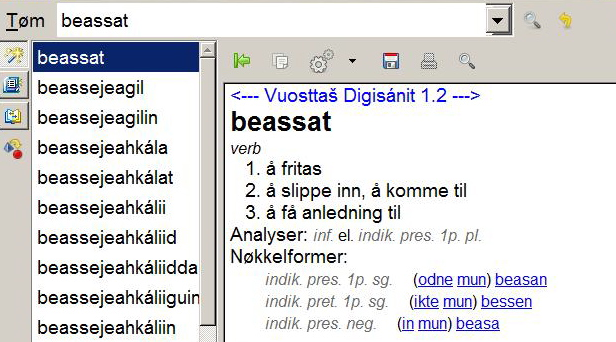 Tøm beassat
beassat
beassejeagil
beassejeagilin
beassejeahkála
beassejeahkálat
beassejeahkálii
beassejeahkáliid
beassejeahkáliidda
beassejeahkáliiguin
beassejeahkáliin
<--- Vuosttaš Digisánit 1.2 --->
beassat
verb
1. å fritas
2. å slippe inn, å komme til
3. å få anledning til
Analyser: inf. el. indik. pres. 1p. pl.
Nøkkelformer:
indik. pres. 1p. sg. (odne mun) beasan
indik. pret. 1p. sg. (ikte mun) bessen
indik. pres. neg. (in mun) beasa